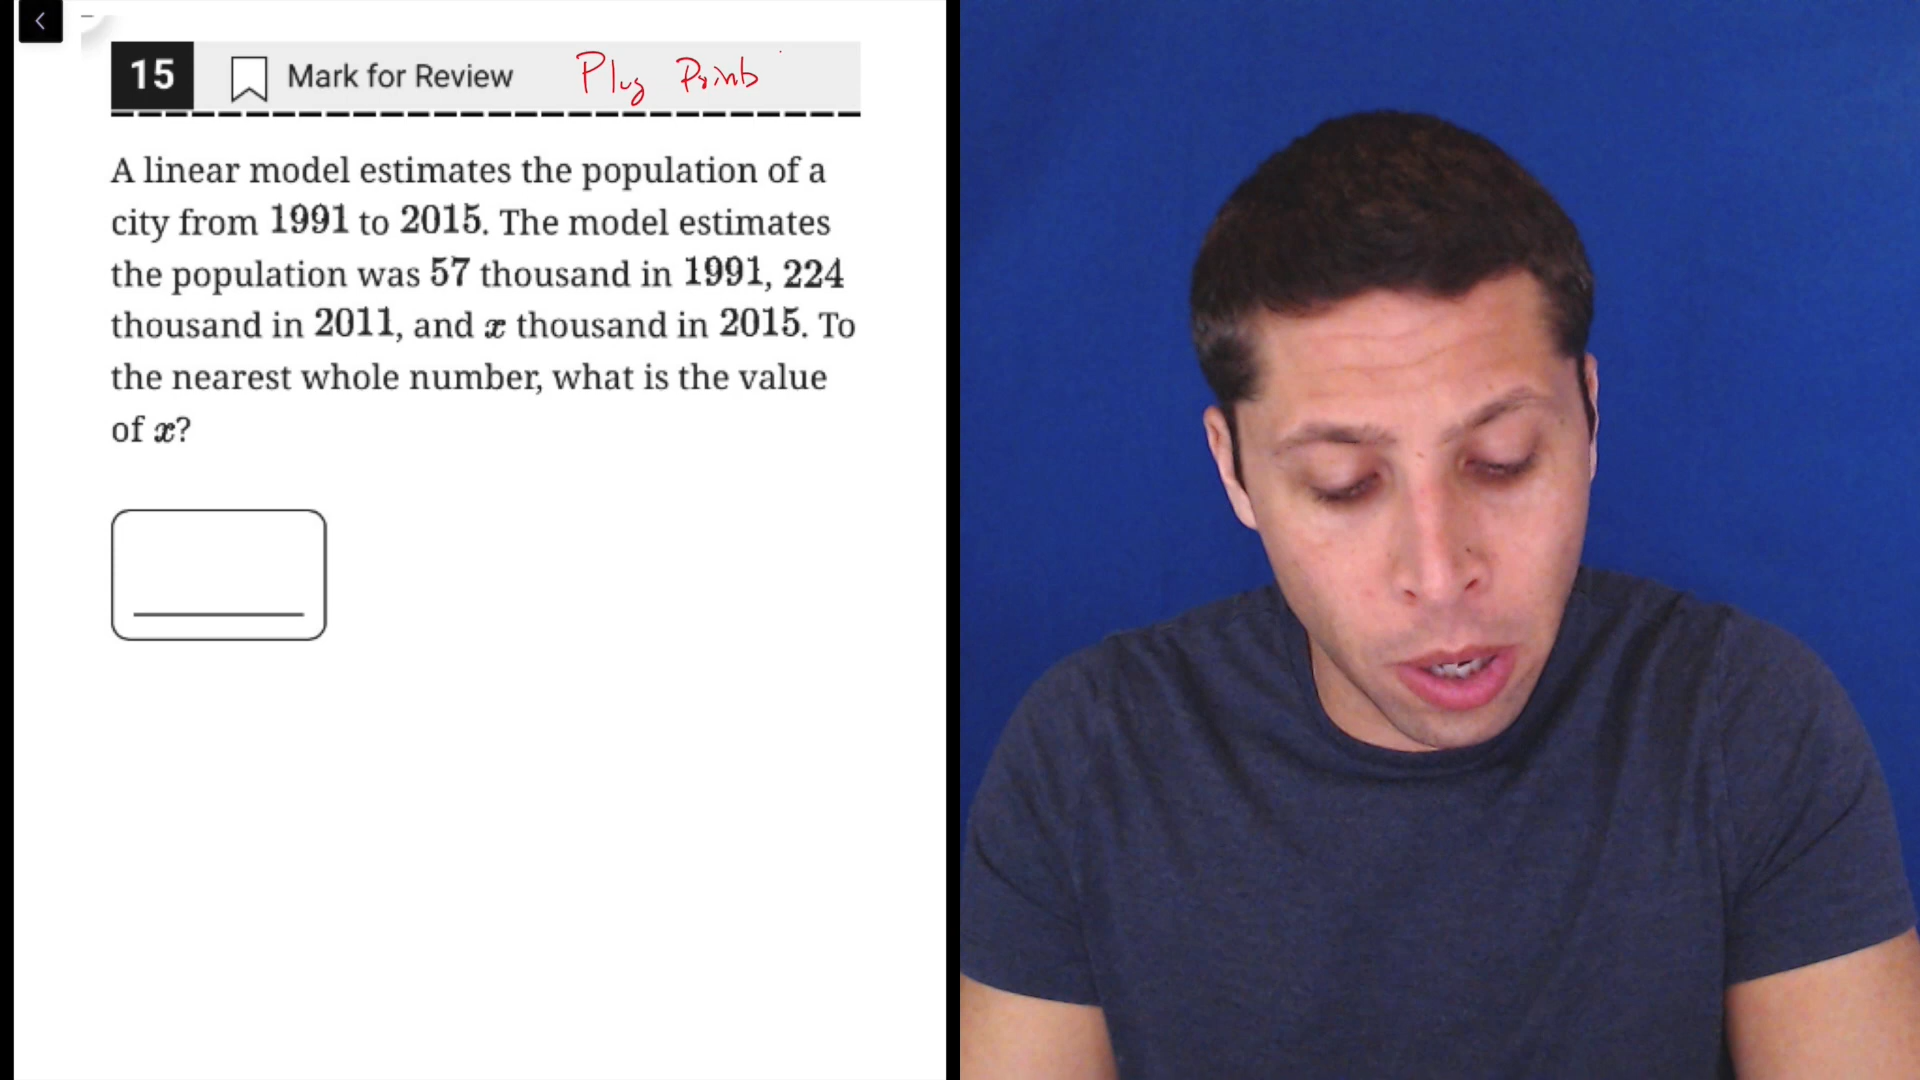 15 Mark for Review Plug Points
A linear model estimates the population of a
city from 1991 to 2015. The model estimates
the population was 57 thousand in 1991, 224
thousand in 2011, and x thousand in 2015. To
the nearest whole number, what is the value
of x?